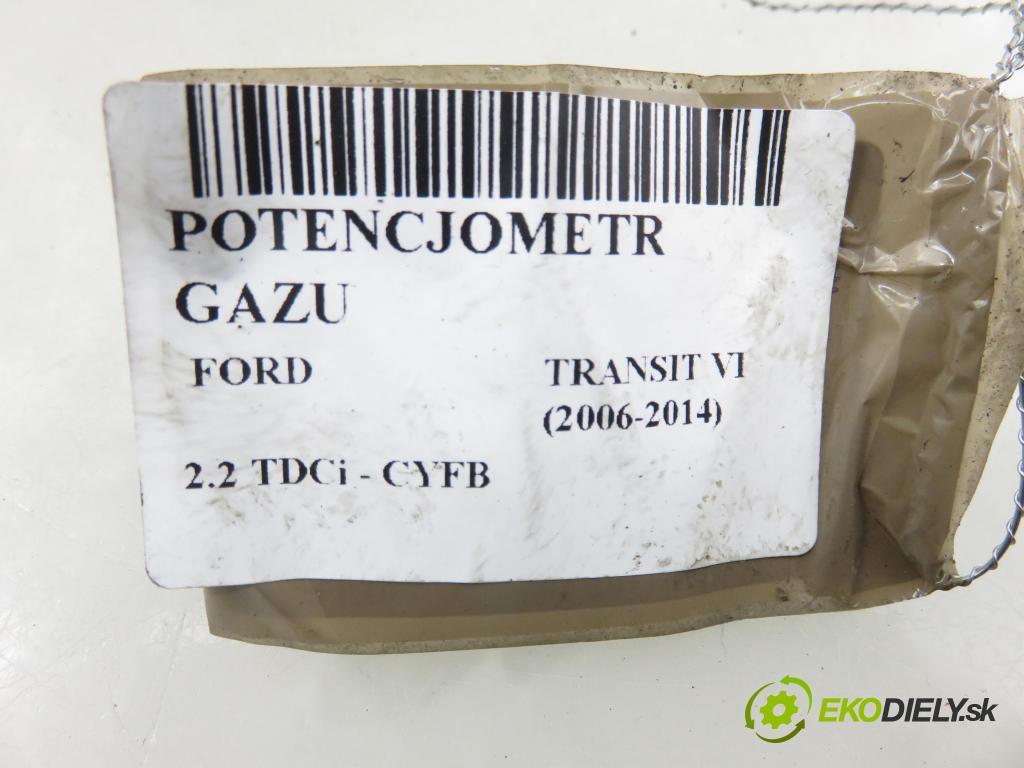 POTENCJOMETR
GAZU
FORD TRANSIT VI
(2006-2014)
2.2 TDCi - CYFB
EKODIELY.sk